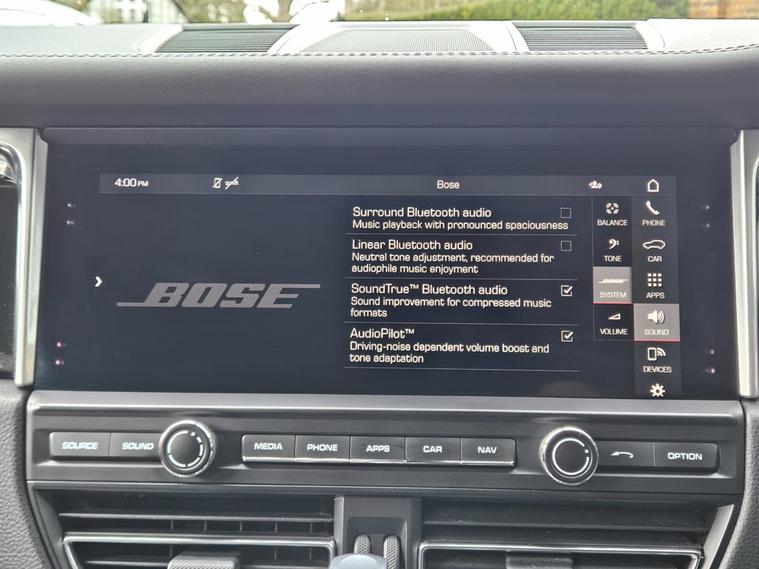 4:00 PM
Bose
Surround Bluetooth audio
Music playback with pronounced spaciousness
Linear Bluetooth audio
Neutral tone adjustment, recommended for
audiophile music enjoyment
SoundTrue™ Bluetooth audio
Sound improvement for compressed music
formats
AudioPilot™
Driving-noise dependent volume boost and
tone adaptation
BOSE
BALANCE
TONE
SYSTEM
VOLUME
PHONE
CAR
APPS
SOUND
DEVICES
SOURCE
SOUND
MEDIA
PHONE
APPS
CAR
NAV
OPTION